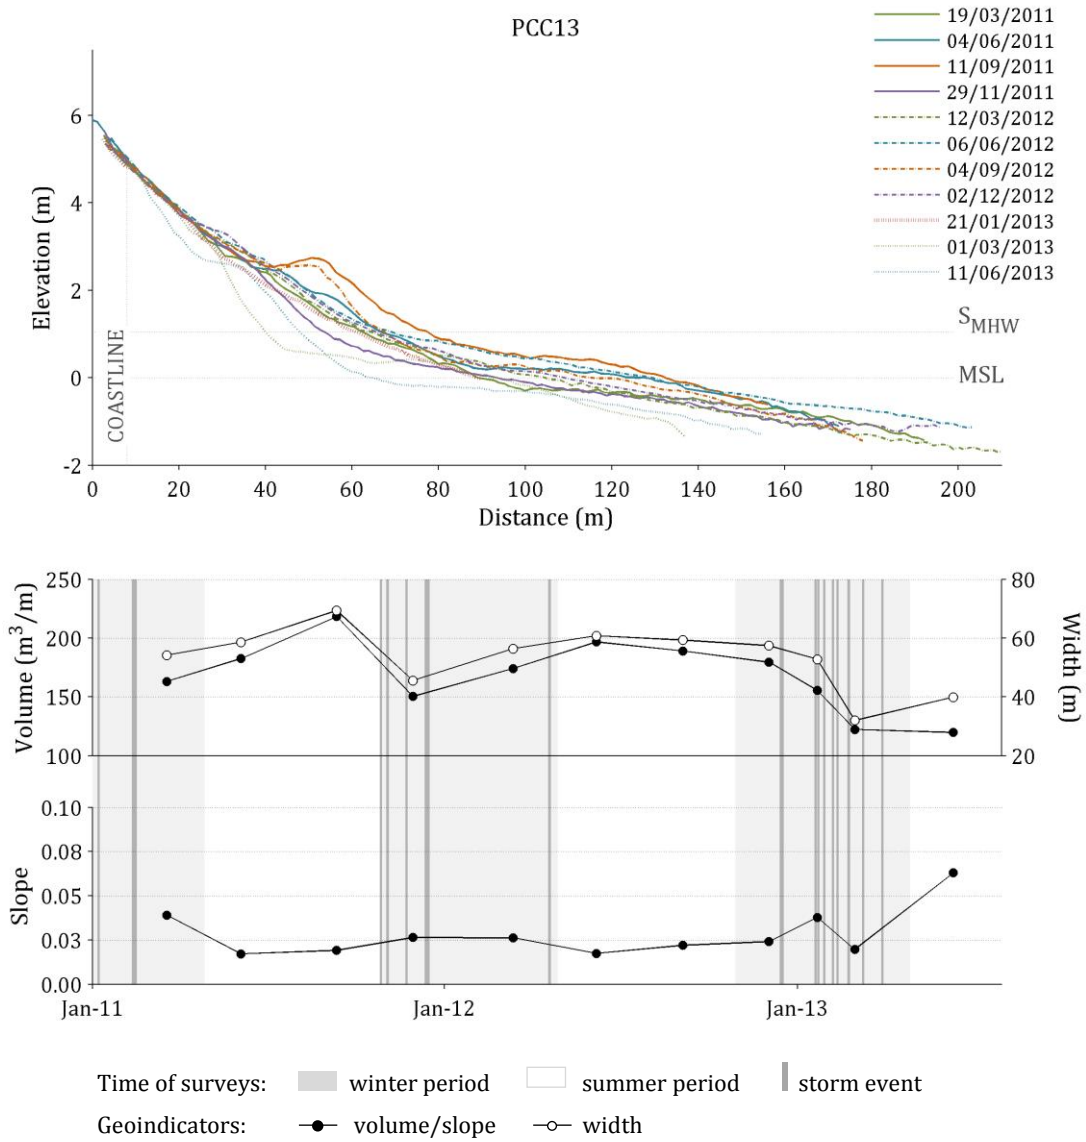 PCC13
19/03/2011
04/06/2011
11/09/2011
29/11/2011
12/03/2012
06/06/2012
04/09/2012
02/12/2012
21/01/2013
01/03/2013
11/06/2013
Elevation (m)
6
4
2
0
-2
COASTLINE
SMHW
MSL
0 20 40 60 80 100 120 140 160 180 200
Distance (m)
Volume (m³/m)
250
200
150
100
80
60
40
20
Width (m)
Slope
0.10
0.08
0.05
0.03
0.00
Jan-11 Jan-12 Jan-13
Time of surveys: winter period summer period storm event
Geoindicators: volume/slope width